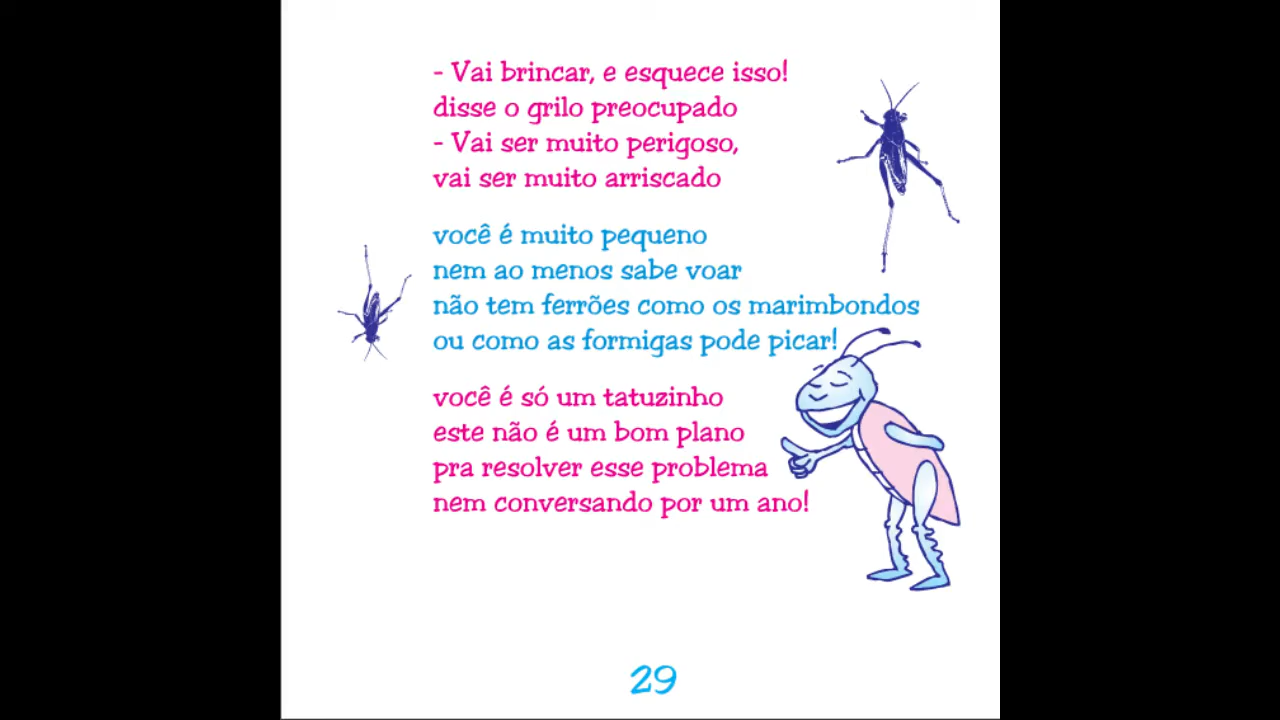 - Vai brincar, e esquece isso!
disse o grilo preocupado
- Vai ser muito perigoso,
vai ser muito arriscado
você é muito pequeno
nem ao menos sabe voar
não tem ferrões como os marimbondos
ou como as formigas pode picar!
você é só um tatuzinho
este não é um bom plano
pra resolver esse problema
nem conversando por um ano!
29